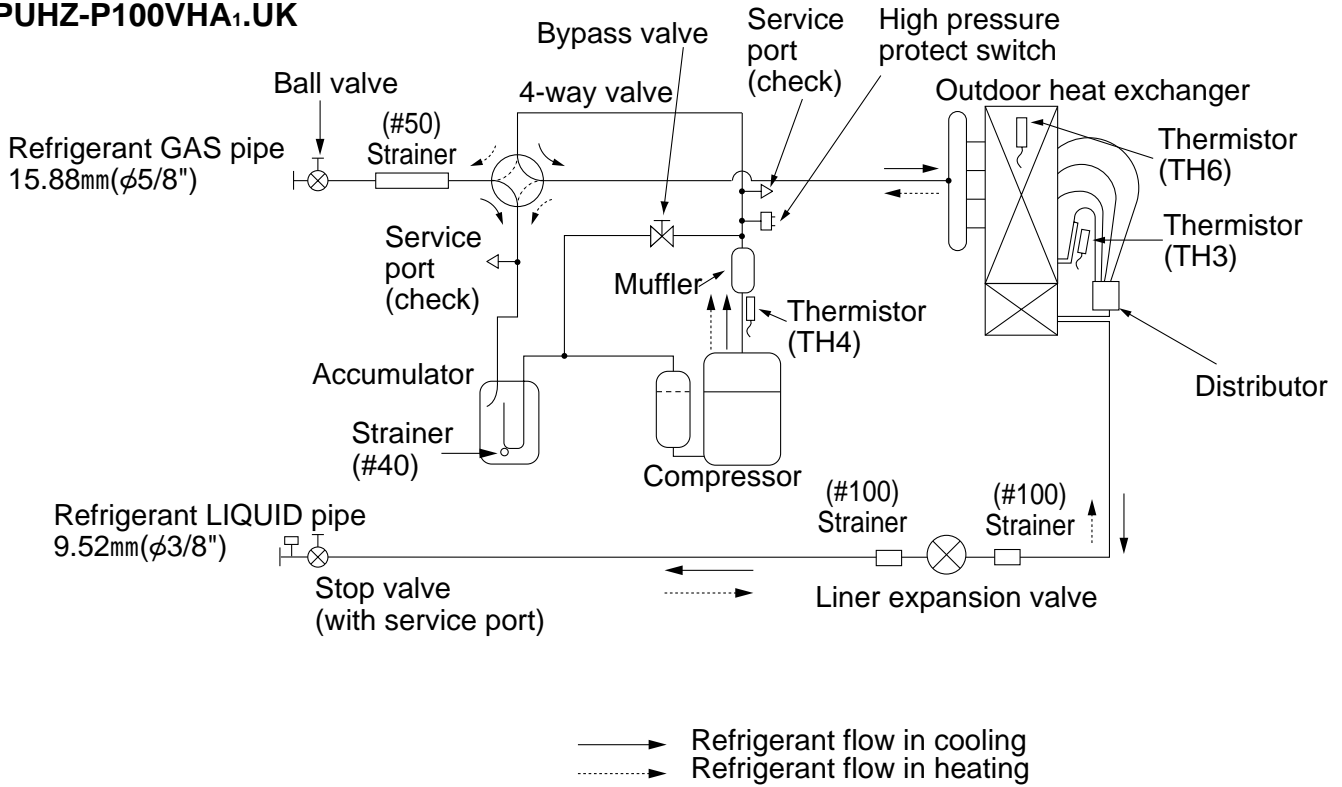 PUHZ-P100VHA1.UK
Service
port
(check)
High pressure
protect switch
Bypass valve
Ball valve
4-way valve
Outdoor heat exchanger
(#50)
Strainer
Refrigerant GAS pipe
15.88mm(ϕ5/8")
Thermistor
(TH6)
Service
port
(check)
Thermistor
(TH3)
Muffler
Thermistor
(TH4)
Accumulator
Distributor
Strainer
(#40)
Compressor
(#100)
Strainer
(#100)
Strainer
Refrigerant LIQUID pipe
9.52mm(ϕ3/8")
Stop valve
(with service port)
Liner expansion valve
Refrigerant flow in cooling
Refrigerant flow in heating